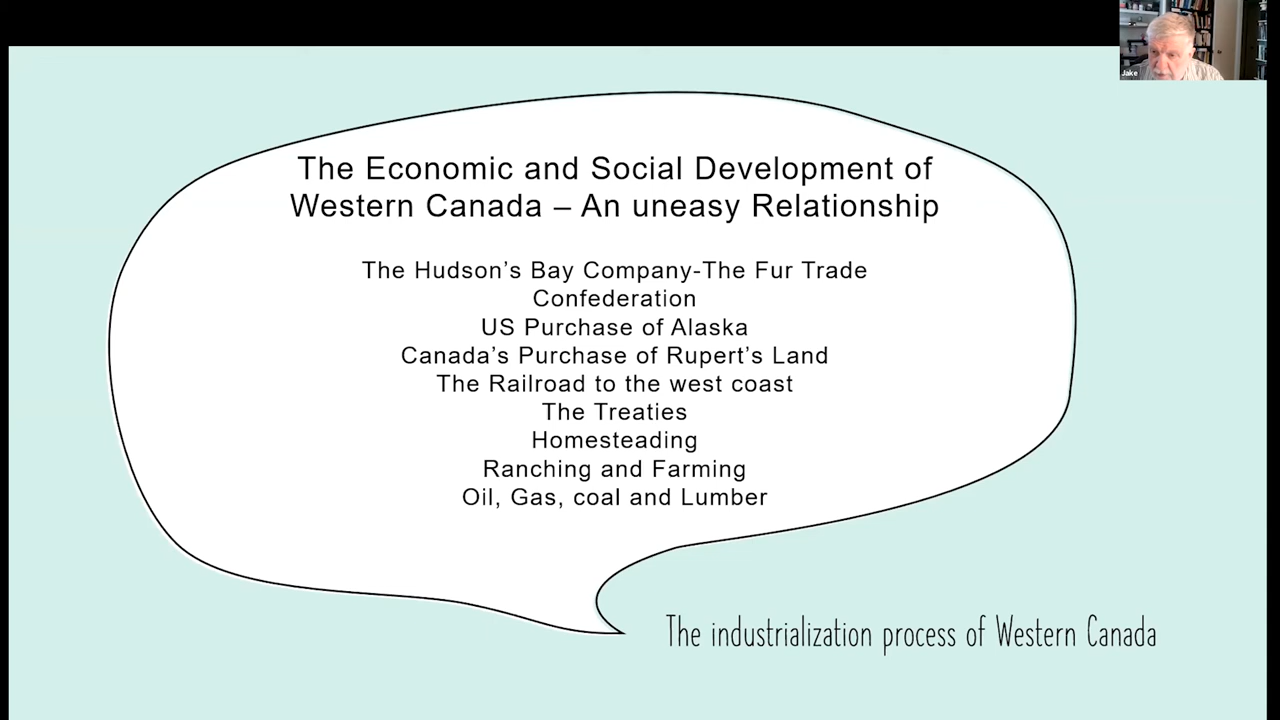 Jake
The Economic and Social Development of
Western Canada – An uneasy Relationship
The Hudson’s Bay Company-The Fur Trade
Confederation
US Purchase of Alaska
Canada’s Purchase of Rupert’s Land
The Railroad to the west coast
The Treaties
Homesteading
Ranching and Farming
Oil, Gas, coal and Lumber
The industrialization process of Western Canada